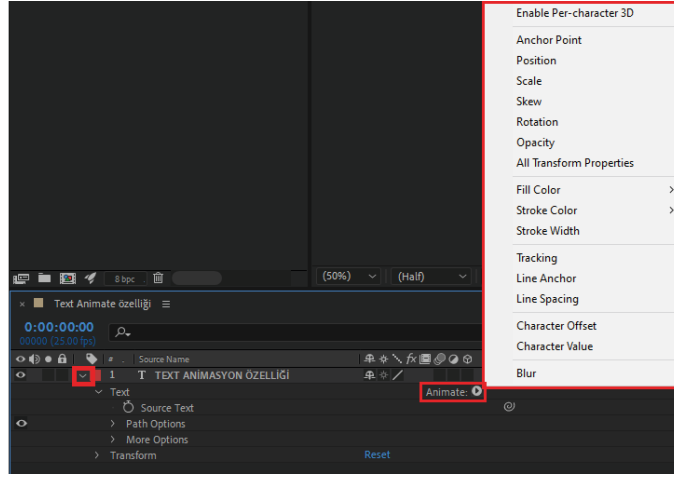 Enable Per-character 3D
Anchor Point
Position
Scale
Skew
Rotation
Opacity
All Transform Properties
Fill Color
Stroke Color
Stroke Width
Tracking
Line Anchor
Line Spacing
Character Offset
Character Value
Blur
8 bpc
(50%) (Half)
Text Animate özelliği
0:00:00:00
00000 (25.00 fps)
# . Source Name fx
1 T TEXT ANİMASYON ÖZELLİĞİ
Text Animate:
Source Text
Path Options
More Options
Transform Reset